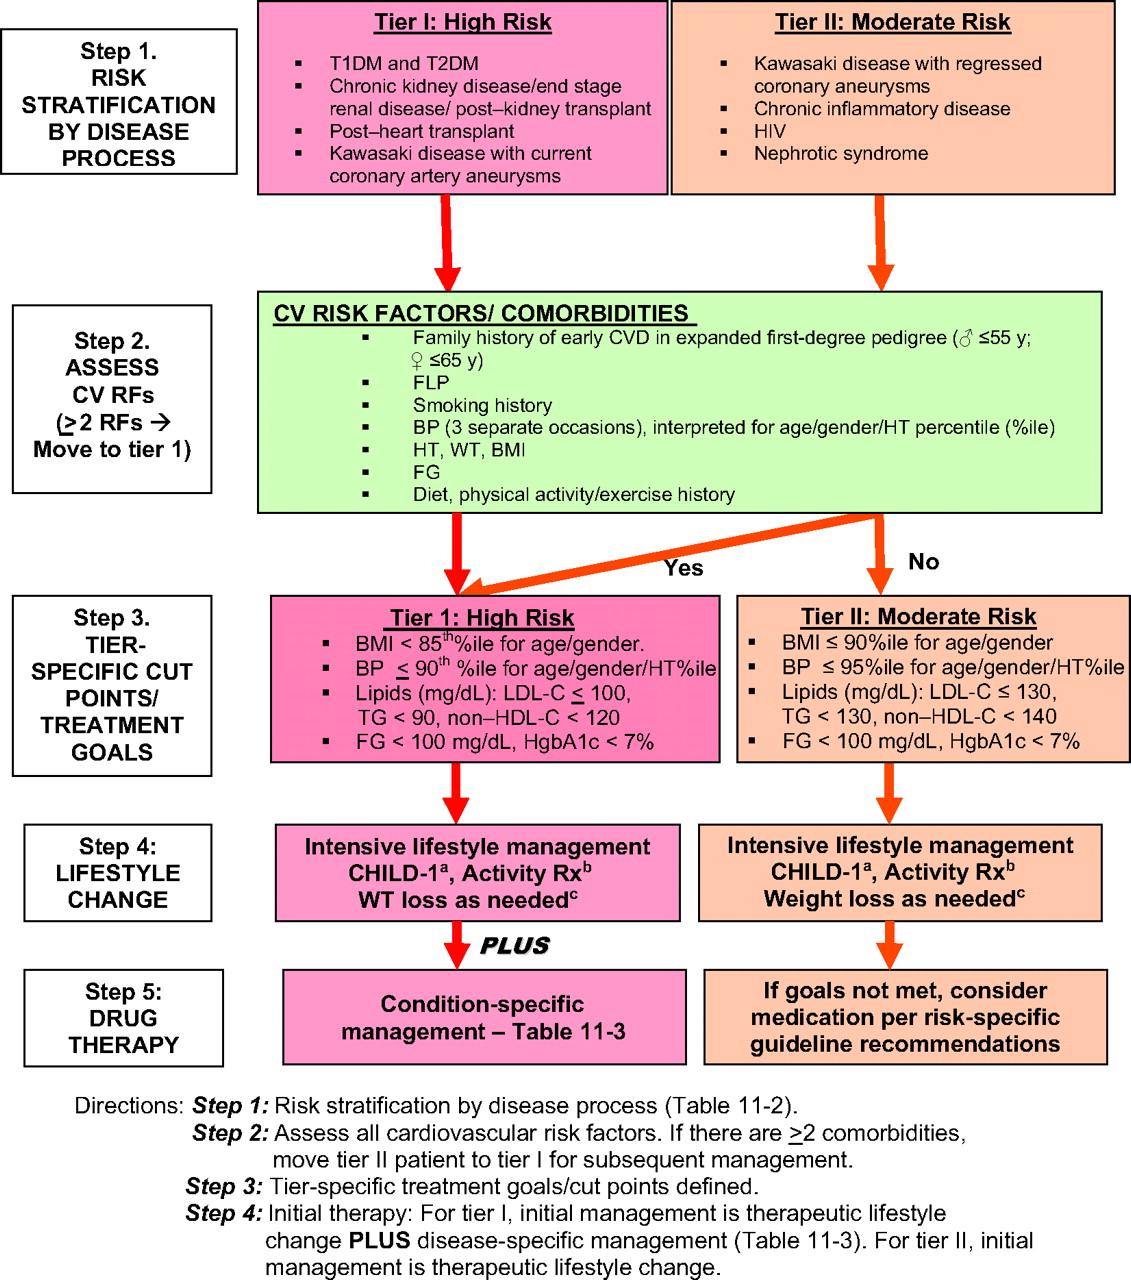 Step 1.
RISK
STRATIFICATION
BY DISEASE
PROCESS
Tier I: High Risk
▪ T1DM and T2DM
▪ Chronic kidney disease/end stage
renal disease/ post–kidney transplant
▪ Post–heart transplant
▪ Kawasaki disease with current
coronary artery aneurysms
Tier II: Moderate Risk
▪ Kawasaki disease with regressed
coronary aneurysms
▪ Chronic inflammatory disease
▪ HIV
▪ Nephrotic syndrome
Step 2.
ASSESS
CV RFs
(≥2 RFs →
Move to tier 1)
CV RISK FACTORS/ COMORBIDITIES
▪ Family history of early CVD in expanded first-degree pedigree (♂ ≤55 y;
♀ ≤65 y)
▪ FLP
▪ Smoking history
▪ BP (3 separate occasions), interpreted for age/gender/HT percentile (%ile)
▪ HT, WT, BMI
▪ FG
▪ Diet, physical activity/exercise history
Yes
No
Step 3.
TIER-
SPECIFIC CUT
POINTS/
TREATMENT
GOALS
Tier 1: High Risk
▪ BMI < 85th%ile for age/gender.
▪ BP ≤ 90th %ile for age/gender/HT%ile
▪ Lipids (mg/dL): LDL-C ≤ 100,
TG < 90, non–HDL-C < 120
▪ FG < 100 mg/dL, HgbA1c < 7%
Tier II: Moderate Risk
▪ BMI ≤ 90%ile for age/gender
▪ BP ≤ 95%ile for age/gender/HT%ile
▪ Lipids (mg/dL): LDL-C ≤ 130,
TG < 130, non–HDL-C < 140
▪ FG < 100 mg/dL, HgbA1c < 7%
Step 4:
LIFESTYLE
CHANGE
Intensive lifestyle management
CHILD-1a, Activity Rxb
WT loss as neededc
Intensive lifestyle management
CHILD-1a, Activity Rxb
Weight loss as neededc
PLUS
Step 5:
DRUG
THERAPY
Condition-specific
management – Table 11-3
If goals not met, consider
medication per risk-specific
guideline recommendations
Directions: Step 1: Risk stratification by disease process (Table 11-2).
Step 2: Assess all cardiovascular risk factors. If there are ≥2 comorbidities,
move tier II patient to tier I for subsequent management.
Step 3: Tier-specific treatment goals/cut points defined.
Step 4: Initial therapy: For tier I, initial management is therapeutic lifestyle
change PLUS disease-specific management (Table 11-3). For tier II, initial
management is therapeutic lifestyle change.